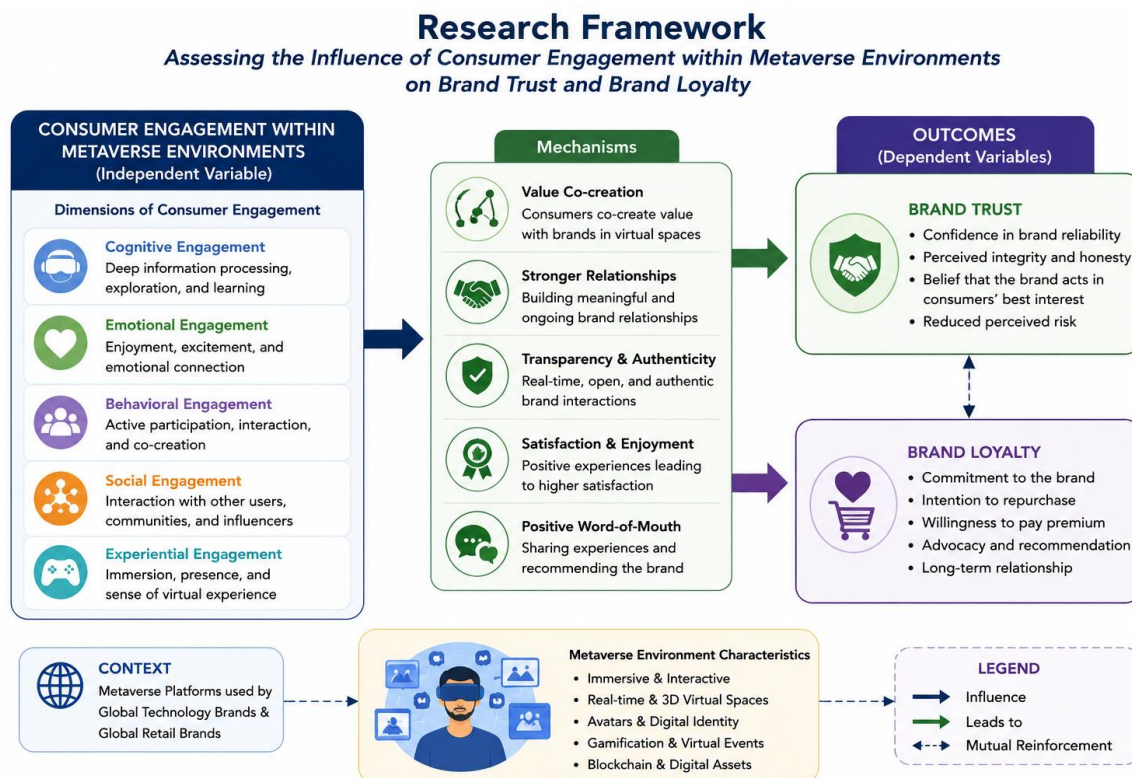 Research Framework
Assessing the Influence of Consumer Engagement within Metaverse Environments
on Brand Trust and Brand Loyalty
CONSUMER ENGAGEMENT WITHIN
METAVERSE ENVIRONMENTS
(Independent Variable)
Dimensions of Consumer Engagement
Cognitive Engagement
Deep information processing,
exploration, and learning
Emotional Engagement
Enjoyment, excitement, and
emotional connection
Behavioral Engagement
Active participation, interaction,
and co-creation
Social Engagement
Interaction with other users,
communities, and influencers
Experiential Engagement
Immersion, presence, and
sense of virtual experience
Mechanisms
Value Co-creation
Consumers co-create value
with brands in virtual spaces
Stronger Relationships
Building meaningful and
ongoing brand relationships
Transparency & Authenticity
Real-time, open, and authentic
brand interactions
Satisfaction & Enjoyment
Positive experiences leading
to higher satisfaction
Positive Word-of-Mouth
Sharing experiences and
recommending the brand
OUTCOMES
(Dependent Variables)
BRAND TRUST
• Confidence in brand reliability
• Perceived integrity and honesty
• Belief that the brand acts in
consumers' best interest
• Reduced perceived risk
BRAND LOYALTY
• Commitment to the brand
• Intention to repurchase
• Willingness to pay premium
• Advocacy and recommendation
• Long-term relationship
CONTEXT
Metaverse Platforms used by
Global Technology Brands &
Global Retail Brands
Metaverse Environment Characteristics
• Immersive & Interactive
• Real-time & 3D Virtual Spaces
• Avatars & Digital Identity
• Gamification & Virtual Events
• Blockchain & Digital Assets
LEGEND
Influence
Leads to
Mutual Reinforcement